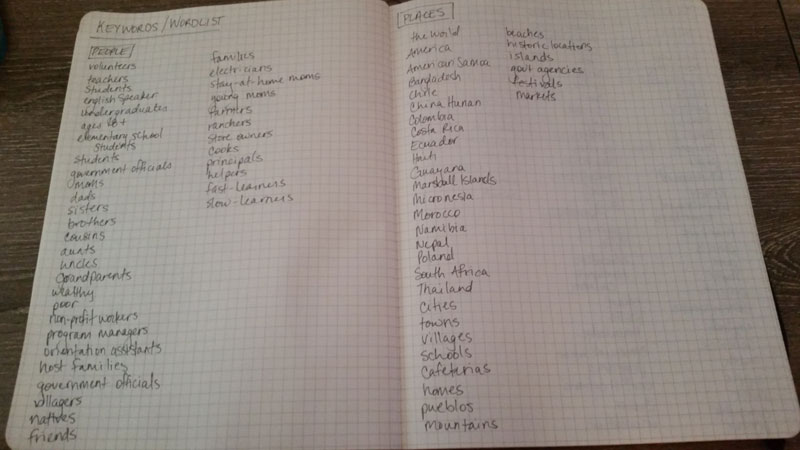 KEYWORDS/WORDLIST
PEOPLE
volunteers
teachers
Students
english speaker
undergraduates
aged 18+
elementary school
students
students
government officials
moms
dads
sisters
brothers
cousins
aunts
uncles
Grandparents
wealthy
poor
non-profit workers
program managers
orientation assistants
host families
government officials
villagers
natives
friends
families
electricians
stay-at-home moms
young moms
farmers
ranchers
store owners
cooks
principals
helpers
fast-learners
slow-learners
PLACES
the World
America
American Samoa
Bangladesh
Chile
China Hunan
Colombia
Costa Rica
Ecuador
Haiti
Guayana
Marshall Islands
Micronesia
Morocco
Namibia
Nepal
Poland
South Africa
Thailand
Cities
towns
villages
schools
cafeterias
homes
pueblos
mountains
beaches
historic locations
islands
govt agencies
festivals
markets